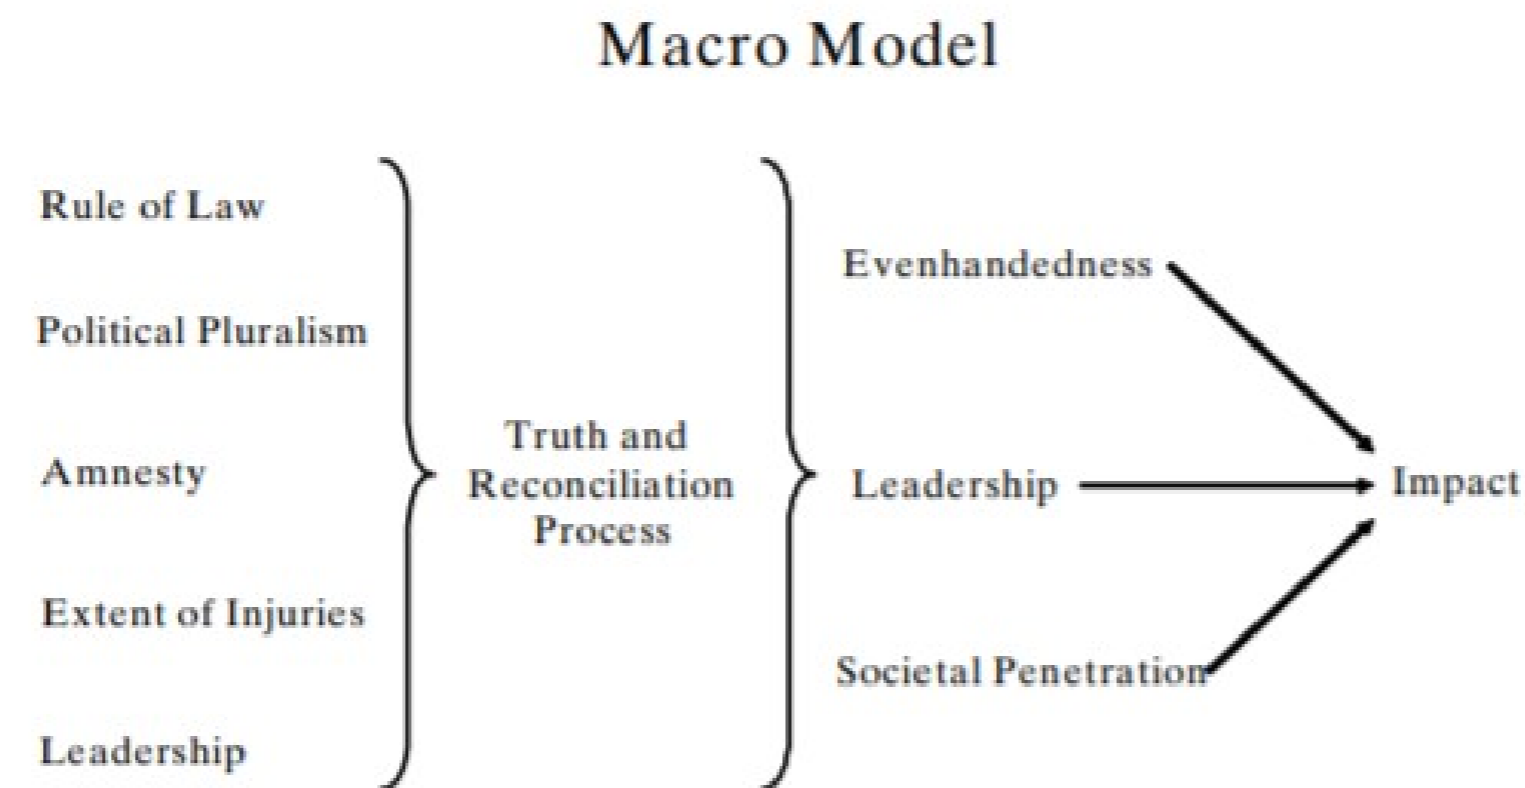 Macro Model
Rule of Law
Political Pluralism
Amnesty
Extent of Injuries
Leadership
Truth and
Reconciliation
Process
Evenhandedness
Leadership
Societal Penetration
Impact